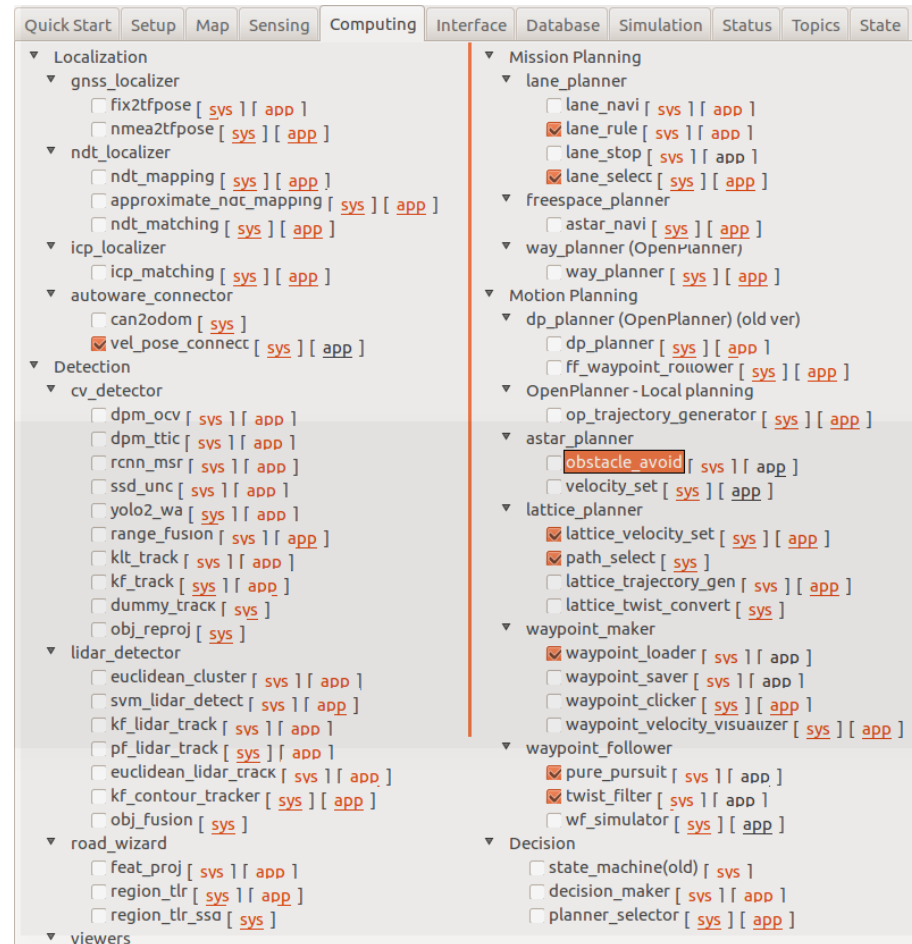 Quick Start Setup Map Sensing Computing Interface Database Simulation Status Topics State
Localization
gnss_localizer
fix2tfpose [ sys ] [ app ]
nmea2tfpose [ sys ] [ app ]
ndt_localizer
ndt_mapping [ sys ] [ app ]
approximate_ndt_mapping [ sys ] [ app ]
ndt_matching [ sys ] [ app ]
icp_localizer
icp_matching [ sys ] [ app ]
autoware_connector
can2odom [ sys ]
vel_pose_connect [ sys ] [ app ]
Detection
cv_detector
dpm_ocv [ sys ] [ app ]
dpm_ttic [ sys ] [ app ]
rcnn_msr [ sys ] [ app ]
ssd_unc [ sys ] [ app ]
yolo2_wa [ sys ] [ app ]
range_fusion [ sys ] [ app ]
klt_track [ sys ] [ app ]
kf_track [ sys ] [ app ]
dummy_track [ sys ]
obj_reproj [ sys ]
lidar_detector
euclidean_cluster [ sys ] [ app ]
svm_lidar_detect [ sys ] [ app ]
kf_lidar_track [ sys ] [ app ]
pf_lidar_track [ sys ] [ app ]
euclidean_lidar_track [ sys ] [ app ]
kf_contour_tracker [ sys ] [ app ]
obj_fusion [ sys ]
road_wizard
feat_proj [ sys ] [ app ]
region_tlr [ sys ] [ app ]
region_tlr_ssd [ sys ]
viewers
Mission Planning
lane_planner
lane_navi [ sys ] [ app ]
lane_rule [ sys ] [ app ]
lane_stop [ sys ] [ app ]
lane_select [ sys ] [ app ]
freespace_planner
astar_navi [ sys ] [ app ]
way_planner (OpenPlanner)
way_planner [ sys ] [ app ]
Motion Planning
dp_planner (OpenPlanner) (old ver)
dp_planner [ sys ] [ app ]
ff_waypoint_follower [ sys ] [ app ]
OpenPlanner - Local planning
op_trajectory_generator [ sys ] [ app ]
astar_planner
obstacle_avoid [ sys ] [ app ]
velocity_set [ sys ] [ app ]
lattice_planner
lattice_velocity_set [ sys ] [ app ]
path_select [ sys ]
lattice_trajectory_gen [ sys ] [ app ]
lattice_twist_convert [ sys ]
waypoint_maker
waypoint_loader [ sys ] [ app ]
waypoint_saver [ sys ] [ app ]
waypoint_clicker [ sys ] [ app ]
waypoint_velocity_visualizer [ sys ] [ app ]
waypoint_follower
pure_pursuit [ sys ] [ app ]
twist_filter [ sys ] [ app ]
wf_simulator [ sys ] [ app ]
Decision
state_machine(old) [ sys ]
decision_maker [ sys ] [ app ]
planner_selector [ sys ] [ app ]